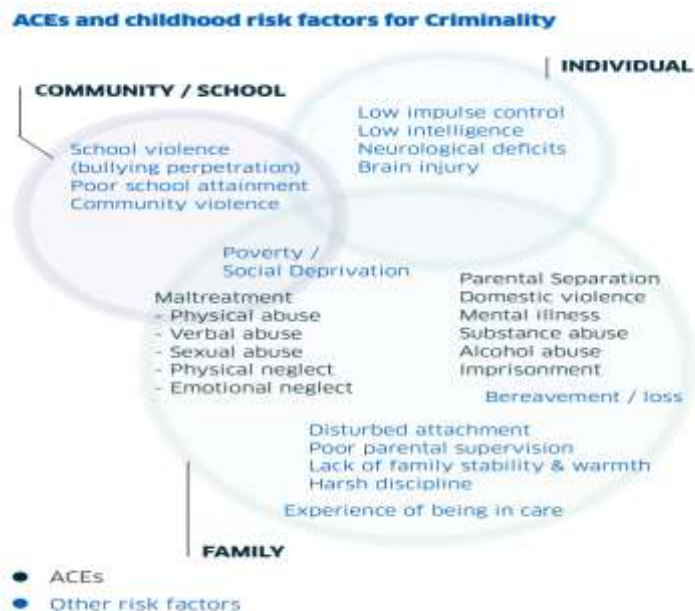 ACEs and childhood risk factors for Criminality
INDIVIDUAL
COMMUNITY / SCHOOL
Low impulse control
Low intelligence
Neurological deficits
Brain injury
School violence
(bullying perpetration)
Poor school attainment
Community violence
Poverty /
Social Deprivation
Maltreatment
- Physical abuse
- Verbal abuse
- Sexual abuse
- Physical neglect
- Emotional neglect
Parental Separation
Domestic violence
Mental illness
Substance abuse
Alcohol abuse
Imprisonment
Bereavement / loss
Disturbed attachment
Poor parental supervision
Lack of family stability & warmth
Harsh discipline
Experience of being in care
FAMILY
ACEs
Other risk factors